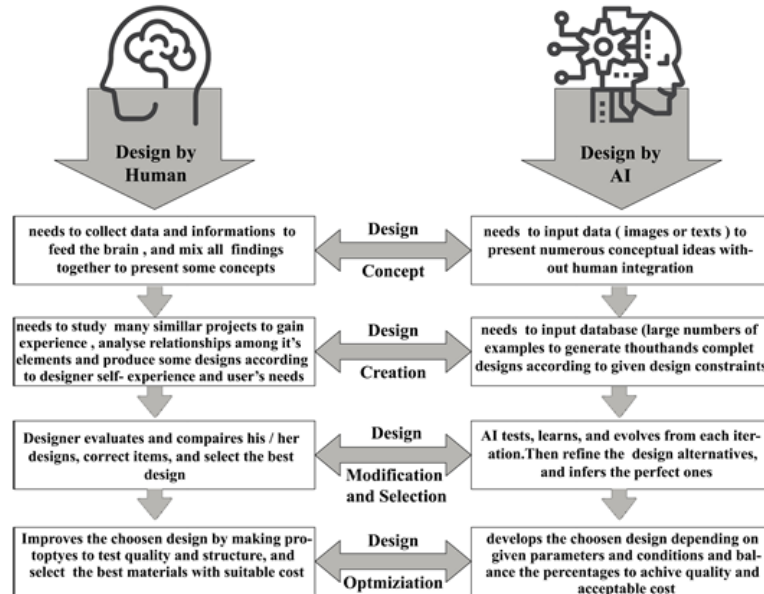 Design by
Human
Design by
AI
needs to collect data and informations to
feed the brain , and mix all findings
together to present some concepts
Design
Concept
needs to input data ( images or texts ) to
present numerous conceptual ideas with-
out human integration
needs to study many simillar projects to gain
experience , analyse relationships among it's
elements and produce some designs according
to designer self- experience and user's needs
Design
Creation
needs to input database (large numbers of
examples to generate thouthands complet
designs according to given design constraints
Designer evaluates and compaires his / her
designs, correct items, and select the best
design
Design
Modification
and Selection
AI tests, learns, and evolves from each iter-
ation.Then refine the design alternatives,
and infers the perfect ones
Improves the choosen design by making pro-
toptyes to test quality and structure, and
select the best materials with suitable cost
Design
Optmiziation
develops the choosen design depending on
given parameters and conditions and bal-
ance the percentages to achive quality and
acceptable cost